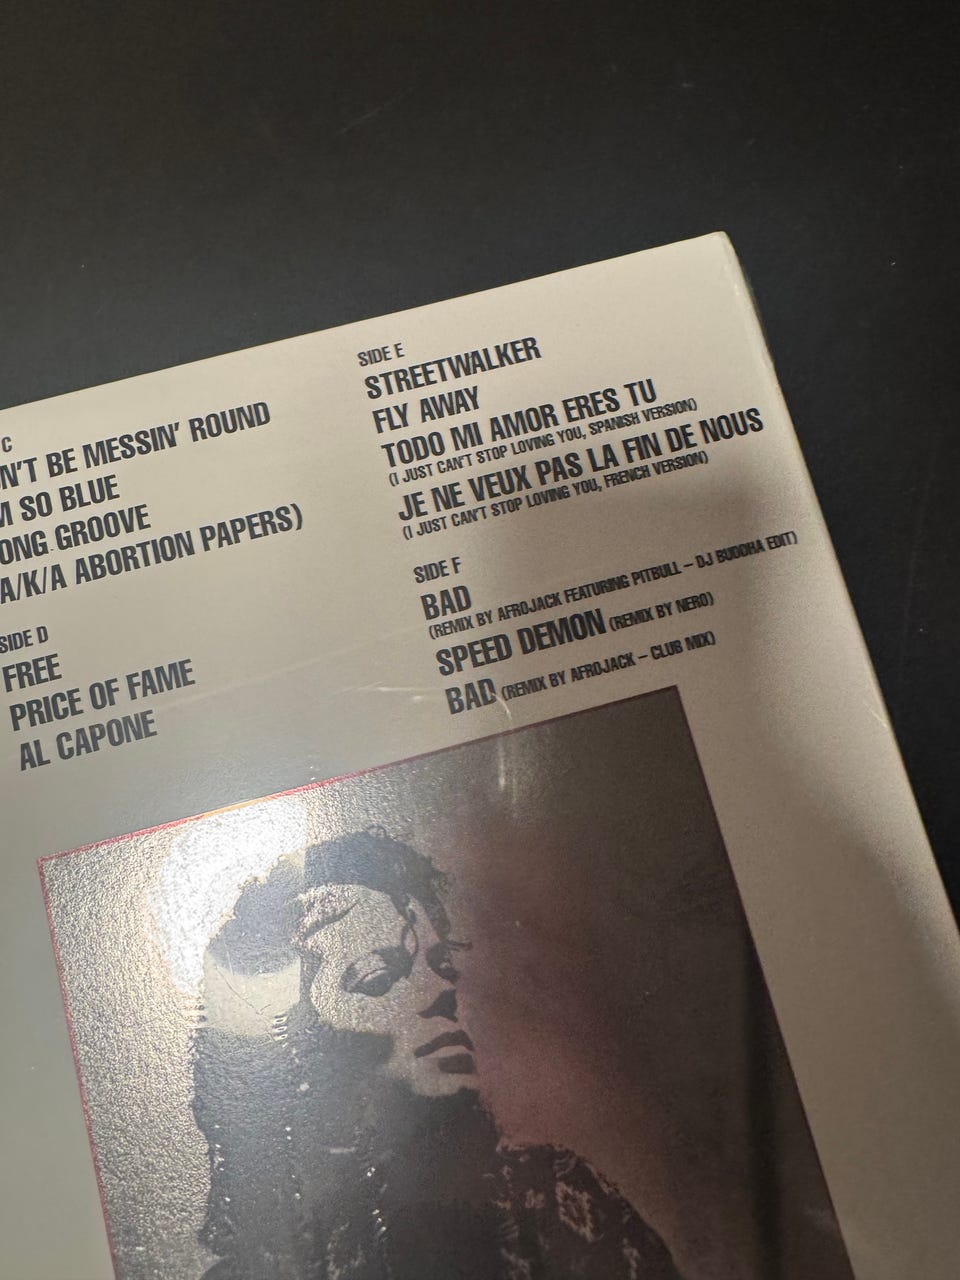 C
N'T BE MESSIN' ROUND
M SO BLUE
ONG GROOVE
A/K/A ABORTION PAPERS)
SIDE D
FREE
PRICE OF FAME
AL CAPONE
SIDE E
STREETWALKER
FLY AWAY
TODO MI AMOR ERES TU
(I JUST CAN'T STOP LOVING YOU, SPANISH VERSION)
JE NE VEUX PAS LA FIN DE NOUS
(I JUST CAN'T STOP LOVING YOU, FRENCH VERSION)
SIDE F
BAD
(REMIX BY AFROJACK FEATURING PITBULL – DJ BUDDHA EDIT)
SPEED DEMON (REMIX BY NERO)
BAD (REMIX BY AFROJACK – CLUB MIX)